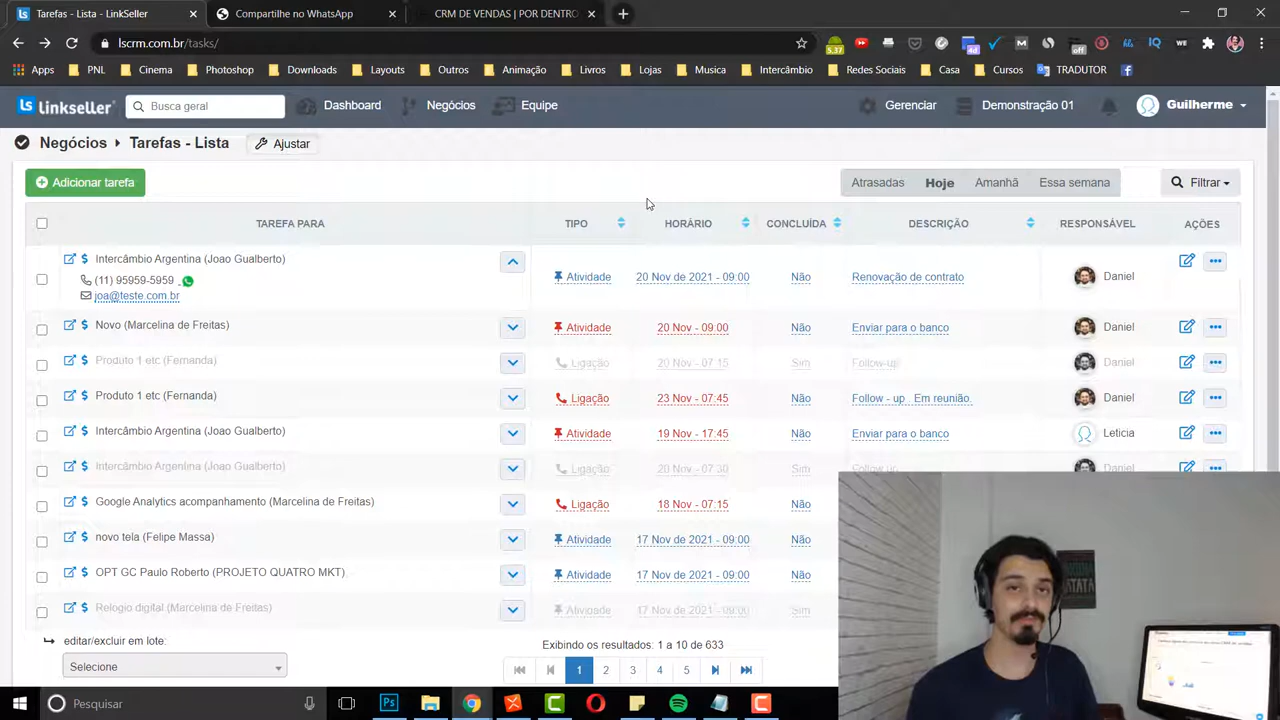 Tarefas - Lista - LinkSeller
Compartilhe no WhatsApp
CRM DE VENDAS | POR DENTRO
lscrm.com.br/tasks/
5,37
4d
off
Apps PNL Cinema Photoshop Downloads Layouts Outros Animação Livros Lojas Musica Intercâmbio Redes Sociais Casa Cursos TRADUTOR
ls linkseller Busca geral Dashboard Negócios Equipe Gerenciar Demonstração 01 Guilherme
Negócios Tarefas - Lista Ajustar
Adicionar tarefa Atrasadas Hoje Amanhã Essa semana Filtrar
TAREFA PARA TIPO HORÁRIO CONCLUÍDA DESCRIÇÃO RESPONSÁVEL AÇÕES
Intercâmbio Argentina (Joao Gualberto)
(11) 95959-5959
joa@teste.com.br
Atividade 20 Nov de 2021 - 09:00 Não Renovação de contrato Daniel
Novo (Marcelina de Freitas) Atividade 20 Nov - 09:00 Não Enviar para o banco Daniel
Produto 1 etc (Fernanda) Ligação 20 Nov - 07:15 Sim Follow-up Daniel
Produto 1 etc (Fernanda) Ligação 23 Nov - 07:45 Não Follow - up . Em reunião. Daniel
Intercâmbio Argentina (Joao Gualberto) Atividade 19 Nov - 17:45 Não Enviar para o banco Leticia
Intercâmbio Argentina (Joao Gualberto) Ligação 20 Nov - 07:30 Sim Follow up Daniel
Google Analytics acompanhamento (Marcelina de Freitas) Ligação 18 Nov - 07:15 Não
novo tela (Felipe Massa) Atividade 17 Nov de 2021 - 09:00 Não
OPT GC Paulo Roberto (PROJETO QUATRO MKT) Atividade 17 Nov de 2021 - 09:00 Não
Relogio digital (Marcelina de Freitas) Atividade 17 Nov de 2021 - 09:00 Sim
editar/excluir em lote: Exibindo os resultados: 1 a 10 de 633
Selecione 1 2 3 4 5
Pesquisar